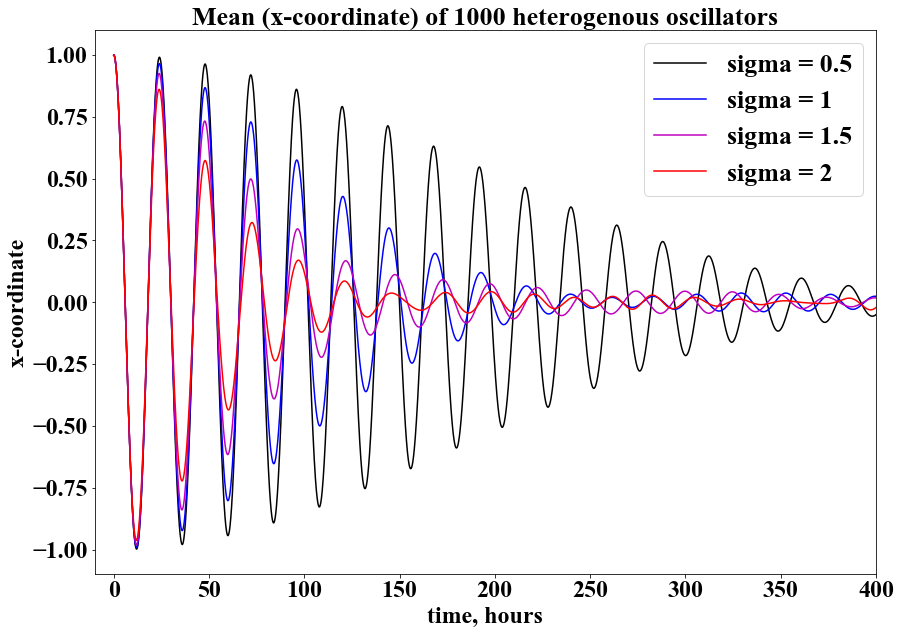 Mean (x-coordinate) of 1000 heterogenous oscillators
sigma = 0.5
sigma = 1
sigma = 1.5
sigma = 2
x-coordinate
1.00
0.75
0.50
0.25
0.00
−0.25
−0.50
−0.75
−1.00
0 50 100 150 200 250 300 350 400
time, hours